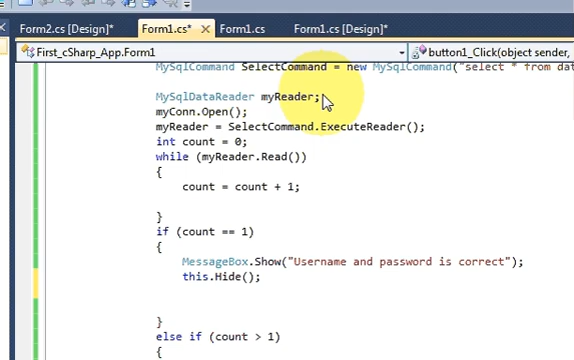 Form2.cs [Design]* Form1.cs* Form1.cs Form1.cs [Design]*
First_cSharp_App.Form1 button1_Click(object sender,
MySqlCommand SelectCommand = new MySqlCommand("select * from dat
MySqlDataReader myReader;
myConn.Open();
myReader = SelectCommand.ExecuteReader();
int count = 0;
while (myReader.Read())
{
count = count + 1;
}
if (count == 1)
{
MessageBox.Show("Username and password is correct");
this.Hide();
}
else if (count > 1)
{